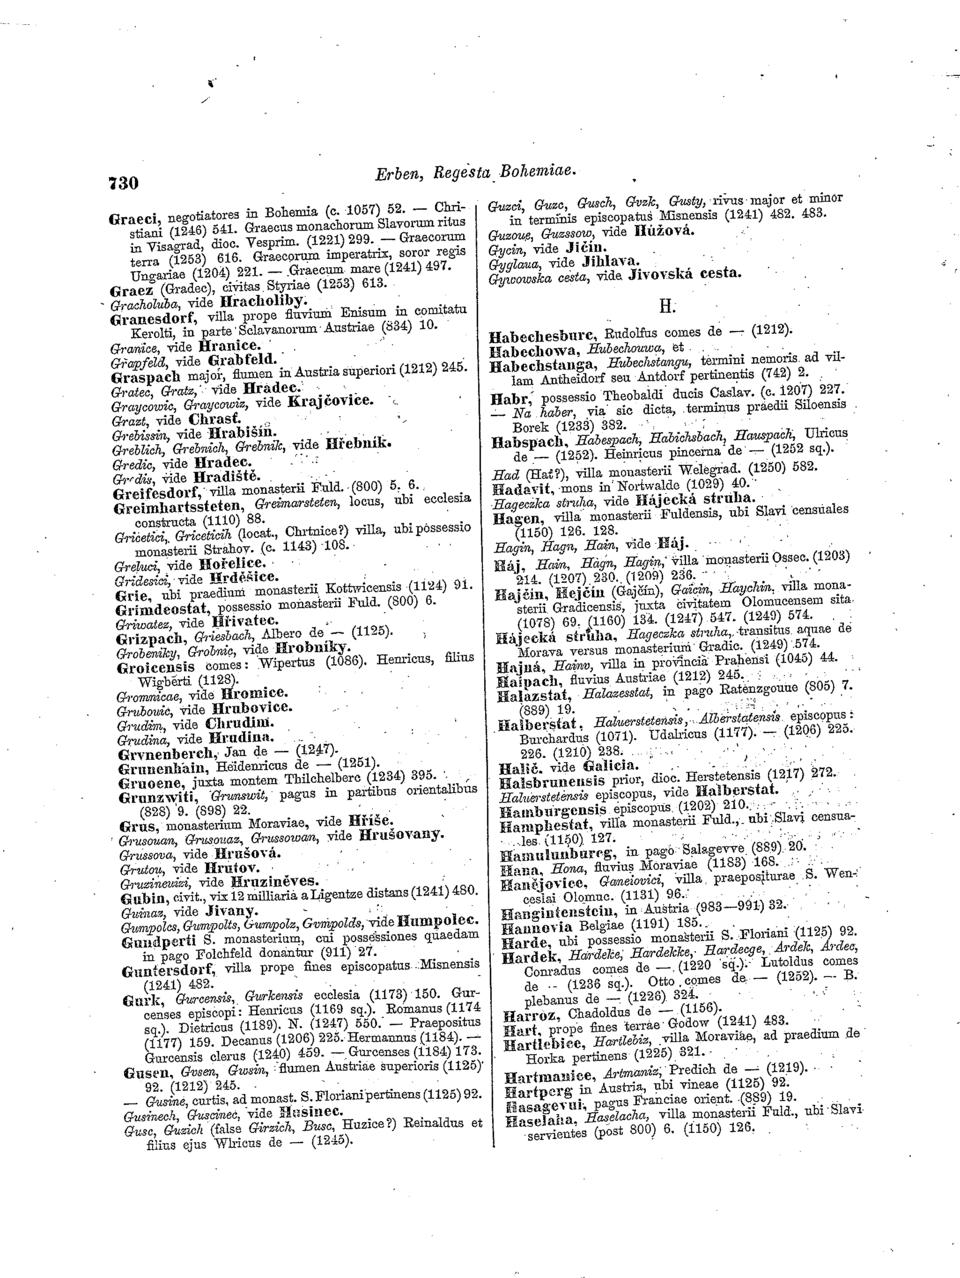 730
Erben, Regesta Bohemiae.
Graeci, negotiatores in Bohemia (c. 1057) 52. — Chri-
stiani (1246) 541. Graecus monachorum Slavorum ritus
in Visagrad, dioc. Vesprim. (1221) 299. — Graecorum
terra (1253) 616. Graecorum imperatrix, soror regis
Ungariae (1204) 221. — Graecum mare (1241) 497.
Graez (Gradec), civitas Styriae (1253) 613.
Gracholuba, vide Hracholiby.
Granesdorf, villa prope fluvium Enisum in comitatu
Kerolti, in parte Sclavanorum Austriae (834) 10.
Granice, vide Hranice.
Grapfeld, vide Grabfeld.
Graspach major, flumen in Austria superiori (1212) 245.
Gratec, Gratz, vide Hradec.
Graycowic, Graycowiz, vide Krajčovice.
Grazt, vide Chrast.
Grebissin, vide Hrabišín.
Greblich, Grebnich, Grebnik, vide Hřebník.
Gredic, vide Hradec.
Gredis, vide Hradiště.
Greifesdorf, villa monasterii Fuld. (800) 5. 6.
Greimhartssteten, Greimarsteten, locus, ubi ecclesia
constructa (1110) 88.
Gricetici, Griceticih (locat., Chrtnice?) villa, ubi possessio
monasterii Strahov. (c. 1143) 108.
Greluci, vide Hořelice.
Gridesici, vide Hrděšice.
Grie, ubi praedium monasterii Kottwicensis (1124) 91.
Grimdeostat, possessio monasterii Fuld. (800) 6.
Griwatez, vide Hřivatec.
Grizpach, Griesbach, Albero de — (1125).
Grobeniky, Grobnic, vide Hrobníky.
Groicensis comes: Wipertus (1086). Henricus, filius
Wigberti (1128).
Gromnicae, vide Hromice.
Grubowic, vide Hrubovice.
Grudim, vide Chrudim.
Grudina, vide Hrudina.
Grvnenberch, Jan de — (1247).
Grunenhain, Heidenricus de — (1251).
Gruoene, juxta montem Thilchelberc (1234) 395.
Grunzwiti, Grunswit, pagus in partibus orientalibus
(828) 9. (898) 22.
Grus, monasterium Moraviae, vide Hříše.
Grusouan, Grusouaz, Grussowan, vide Hrušovany.
Grussova, vide Hrušová.
Grutou, vide Hrutov.
Gruzineuizi, vide Hruziněves.
Gubin, civit., vix 12 milliaria a Ligentze distans (1241) 480.
Guinaz, vide Jivany.
Gumpolcs, Gumpolts, Gumpolz, Gvmpolds, vide Humpolec.
Gundperti S. monasterium, cui possessiones quaedam
in pago Folchfeld donantur (911) 27.
Guntersdorf, villa prope fines episcopatus Misnensis
(1241) 482.
Gurk, Gurcensis, Gurkensis ecclesia (1173) 150. Gur-
censes episcopi: Henricus (1169 sq.). Romanus (1174
sq.). Dietricus (1189). N. (1247) 550. — Praepositus
(1177) 159. Decanus (1206) 225. Hermannus (1184). —
Gurcensis clerus (1240) 459. — Gurcenses (1184) 173.
Gusen, Gvsen, Gwsin, flumen Austriae superioris (1125)
92. (1212) 245.
— Gusine, curtis, ad monast. S. Floriani pertinens (1125) 92.
Gusinech, Guscinec, vide Husinec.
Gusc, Guzich (false Girzich, Busc, Huzice?) Reinaldus et
filius ejus Wlricus de — (1245).
Guzci, Guzc, Gusch, Gvzk, Gusty, rivus major et minor
in terminis episcopatus Misnensis (1241) 482. 483.
Guzoue, Guzssow, vide Húžová.
Gycin, vide Jičín.
Gyglaua, vide Jihlava.
Gywowska cesta, vide Jivovská cesta.
H.
Habechesburc, Rudolfus comes de — (1212).
Habechowa, Hubechouwa, et
Habechstanga, Hubechstangu, termini nemoris ad vil-
lam Antheidorf seu Antdorf pertinentis (742) 2.
Habr, possessio Theobaldi ducis Caslav. (c. 1207) 227.
— Na haber, via sic dicta, terminus praedii Siloensis
Borek (1233) 382.
Habspach, Habespach, Habichsbach, Hauspach, Ulricus
de — (1252). Heinricus pincerna de — (1252 sq.).
Had (Hať?), villa monasterii Welegrad. (1250) 582.
Hadavit, mons in Nortwalde (1029) 40.
Hageczka struha, vide Hájecká struha.
Hagen, villa monasterii Fuldensis, ubi Slavi censuales
(1150) 126. 128.
Hagin, Hagn, Hain, vide Háj.
Háj, Hain, Hagn, Hagin, villa monasterii Ossec. (1203)
214. (1207) 230. (1209) 236.
Hajčín, Hejčín (Gajčín), Gaicin, Haychin, villa mona-
sterii Gradicensis, juxta civitatem Olomucensem sita
(1078) 69. (1160) 134. (1247) 547. (1249) 574.
Hájecká struha, Hageczka struha, transitus aquae de
Morava versus monasterium Gradic. (1249) 574.
Hajná, Hainv, villa in provincia Prahensi (1045) 44.
Haipach, fluvius Austriae (1212) 245.
Halazstat, Halazesstat, in pago Ratenzgouue (805) 7.
(889) 19.
Halberstat, Haluerstetensis, Alberstatensis episcopus:
Burchardus (1071). Udalricus (1177). — (1206) 225.
226. (1210) 238.
Halič, vide Galicia.
Halsbrunensis prior, dioc. Herstetensis (1217) 272.
Haluerstetensis episcopus, vide Halberstat.
Hamburgensis episcopus (1202) 210.
Hamphestat, villa monasterii Fuld., ubi Slavi censua-
les (1150) 127.
Hamulunbureg, in pago Salagevve (889) 20.
Hana, Hona, fluvius Moraviae (1183) 168.
Hanějovice, Ganeiovici, villa praepositurae S. Wen-
ceslai Olomuc. (1131) 96.
Hangintenstein, in Austria (983—991) 32.
Hannovia Belgiae (1191) 185.
Harde, ubi possessio monasterii S. Floriani (1125) 92.
Hardek, Hardeke, Hardekke, Hardecge, Ardek, Ardec,
Conradus comes de — (1220 sq.). Lutoldus comes
de — (1236 sq.). Otto comes de — (1252). — B.
plebanus de — (1226) 324.
Harroz, Chadoldus de — (1156).
Hart, prope fines terrae Godow (1241) 483.
Hartlebice, Hartlebiz, villa Moraviae, ad praedium de
Horka pertinens (1225) 321.
Hartmanice, Artmaniz, Predich de — (1219).
Hartperg in Austria, ubi vineae (1125) 92.
Hasagevui, pagus Franciae orient. (889) 19.
Haselaha, Haselacha, villa monasterii Fuld., ubi Slavi
servientes (post 800) 6. (1150) 126.